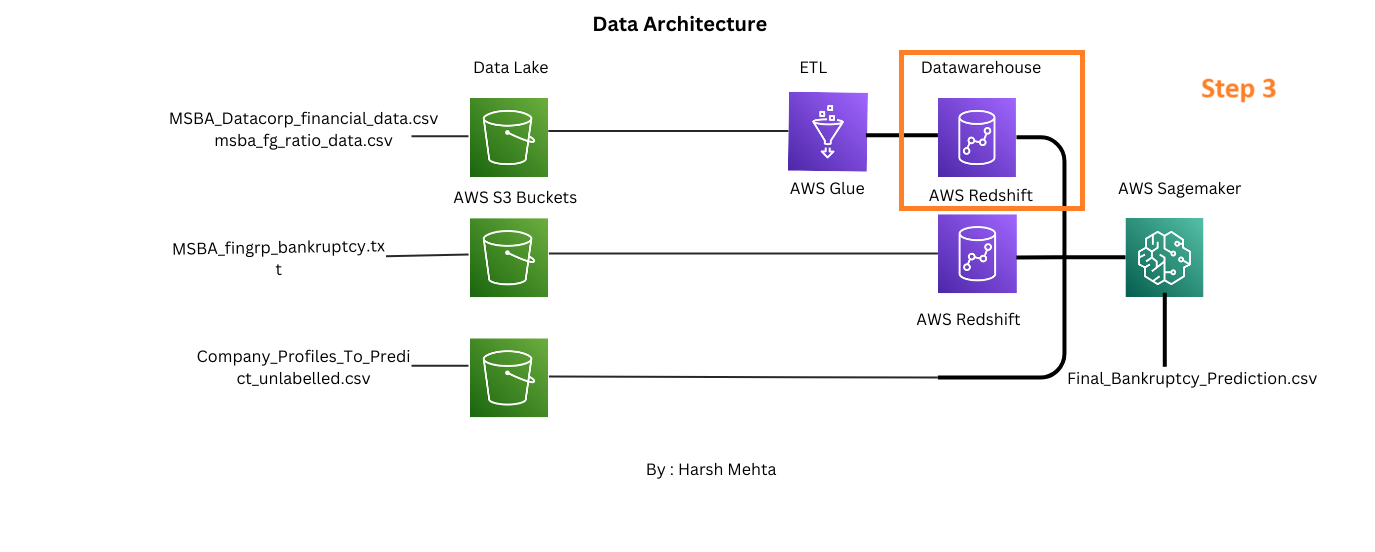 Data Architecture
Data Lake
ETL
Datawarehouse
Step 3
MSBA_Datacorp_financial_data.csv
msba_fg_ratio_data.csv
AWS S3 Buckets
AWS Glue
AWS Redshift
AWS Sagemaker
MSBA_fingrp_bankruptcy.tx
t
AWS Redshift
Company_Profiles_To_Predi
ct_unlabelled.csv
Final_Bankruptcy_Prediction.csv
By : Harsh Mehta